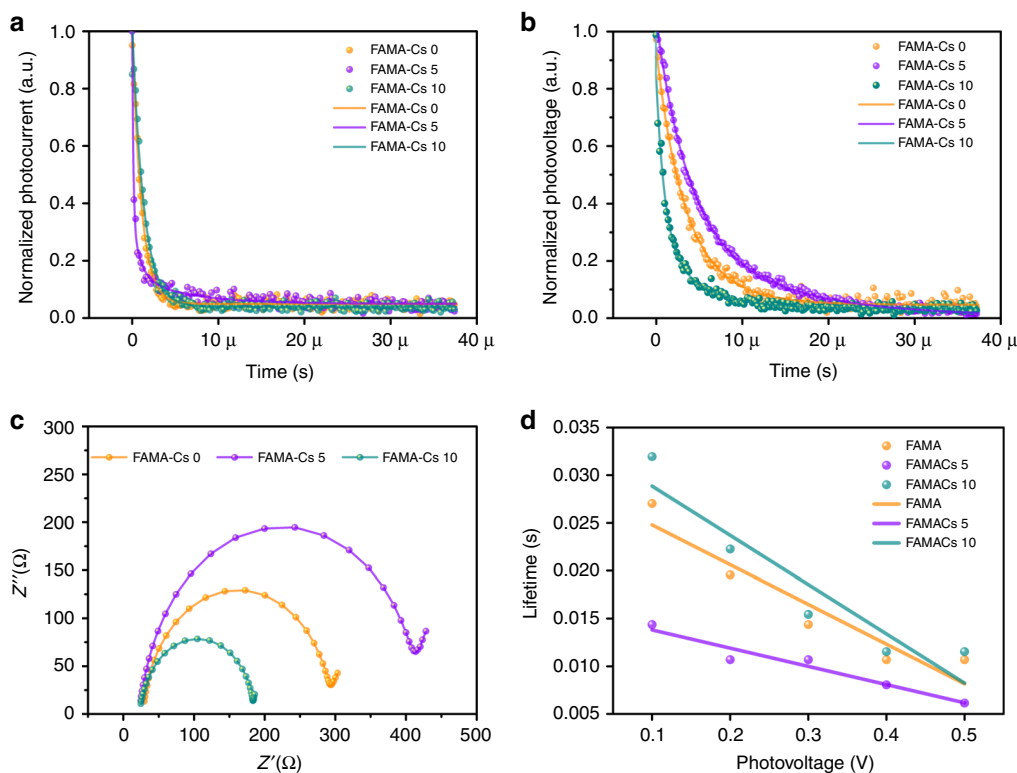 a
Normalized photocurrent (a.u.)
1.0
0.8
0.6
0.4
0.2
0.0
FAMA-Cs 0
FAMA-Cs 5
FAMA-Cs 10
FAMA-Cs 0
FAMA-Cs 5
FAMA-Cs 10
0 10 μ 20 μ 30 μ 40 μ
Time (s)
b
Normalized photovoltage (a.u.)
1.0
0.8
0.6
0.4
0.2
0.0
FAMA-Cs 0
FAMA-Cs 5
FAMA-Cs 10
FAMA-Cs 0
FAMA-Cs 5
FAMA-Cs 10
0 10 μ 20 μ 30 μ 40 μ
Time (s)
c
Z″(Ω)
300
250
200
150
100
50
0
FAMA-Cs 0 FAMA-Cs 5 FAMA-Cs 10
0 100 200 300 400 500
Z′(Ω)
d
Lifetime (s)
0.035
0.030
0.025
0.020
0.015
0.010
0.005
FAMA
FAMACs 5
FAMACs 10
FAMA
FAMACs 5
FAMACs 10
0.1 0.2 0.3 0.4 0.5
Photovoltage (V)